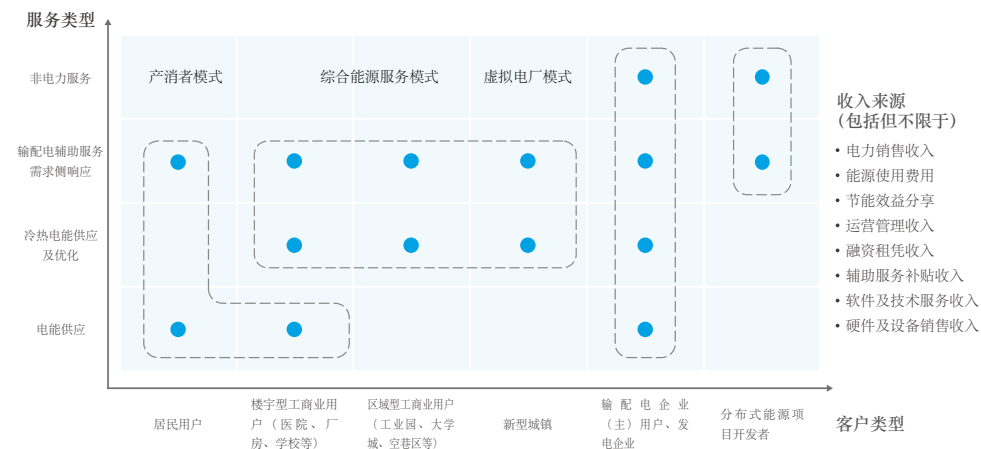 服务类型
非电力服务
产消者模式
综合能源服务模式
虚拟电厂模式
输配电辅助服务
需求侧响应
冷热电能供应
及优化
电能供应
收入来源
（包括但不限于）
• 电力销售收入
• 能源使用费用
• 节能效益分享
• 运营管理收入
• 融资租凭收入
• 辅助服务补贴收入
• 软件及技术服务收入
• 硬件及设备销售收入
居民用户
楼宇型工商业用
户（医院、厂
房、学校等）
区域型工商业用户
（工业园、大学
城、空港区等）
新型城镇
输配电企业
（主）用户、发
电企业
分布式能源项
目开发者
客户类型